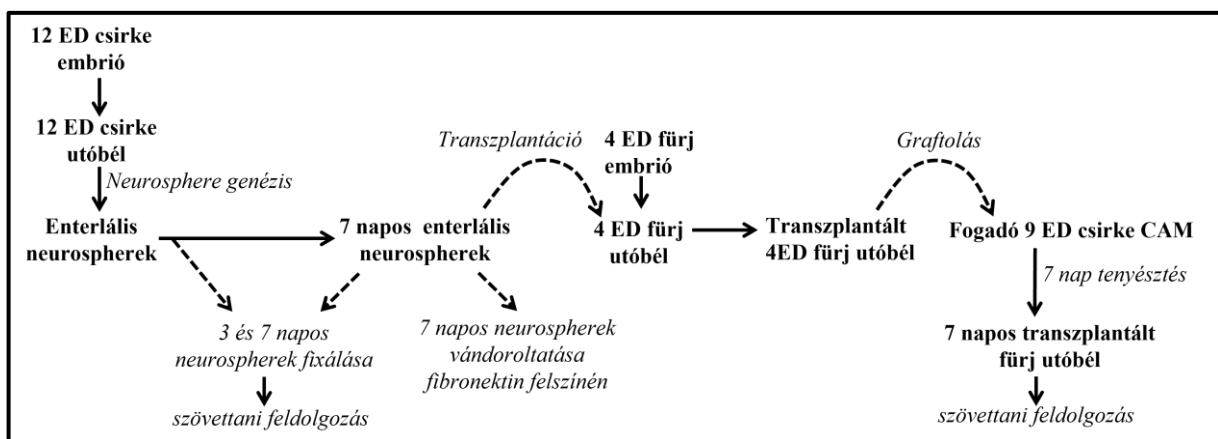 12 ED csirke
embrió
12 ED csirke
utóbél
Neurosphere genézis
Enterlális
neurospherek
7 napos enterlális
neurospherek
3 és 7 napos
neurospherek fixálása
szövettani feldolgozás
7 napos neurospherek
vándoroltatása
fibronektin felszínén
Transzplantáció
4 ED fürj
embrió
4 ED fürj
utóbél
Transzplantált
4ED fürj utóbél
Graftolás
Fogadó 9 ED csirke CAM
7 nap tenyésztés
7 napos transzplantált
fürj utóbél
szövettani feldolgozás